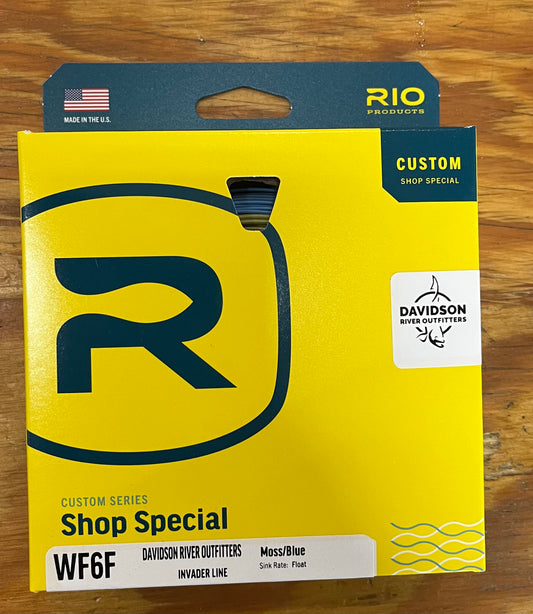 MADE IN THE U.S.
RIO
PRODUCTS
CUSTOM
SHOP SPECIAL
DAVIDSON
RIVER OUTFITTERS
R
CUSTOM SERIES
Shop Special
WF6F
DAVIDSON RIVER OUTFITTERS
INVADER LINE
Moss/Blue
Sink Rate: Float